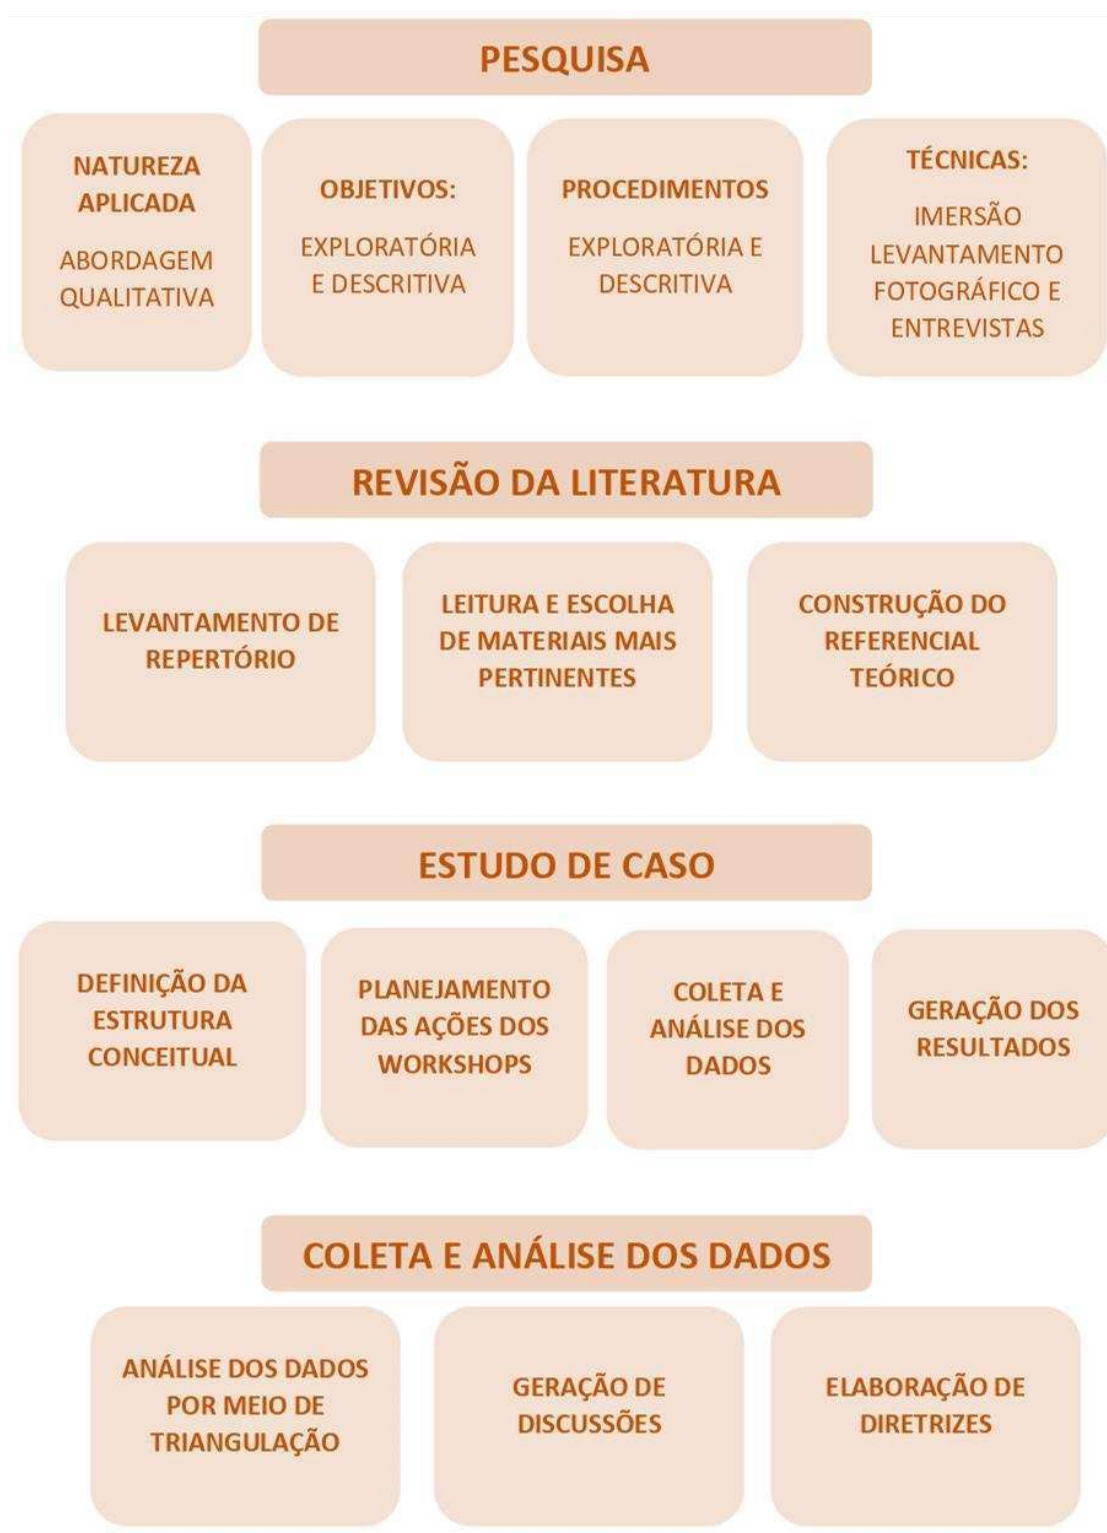 PESQUISA
NATUREZA
APLICADA
ABORDAGEM
QUALITATIVA
OBJETIVOS:
EXPLORATÓRIA
E DESCRITIVA
PROCEDIMENTOS
EXPLORATÓRIA E
DESCRITIVA
TÉCNICAS:
IMERSÃO
LEVANTAMENTO
FOTOGRÁFICO E
ENTREVISTAS
REVISÃO DA LITERATURA
LEVANTAMENTO DE
REPERTÓRIO
LEITURA E ESCOLHA
DE MATERIAIS MAIS
PERTINENTES
CONSTRUÇÃO DO
REFERENCIAL
TEÓRICO
ESTUDO DE CASO
DEFINIÇÃO DA
ESTRUTURA
CONCEITUAL
PLANEJAMENTO
DAS AÇÕES DOS
WORKSHOPS
COLETA E
ANÁLISE DOS
DADOS
GERAÇÃO DOS
RESULTADOS
COLETA E ANÁLISE DOS DADOS
ANÁLISE DOS DADOS
POR MEIO DE
TRIANGULAÇÃO
GERAÇÃO DE
DISCUSSÕES
ELABORAÇÃO DE
DIRETRIZES